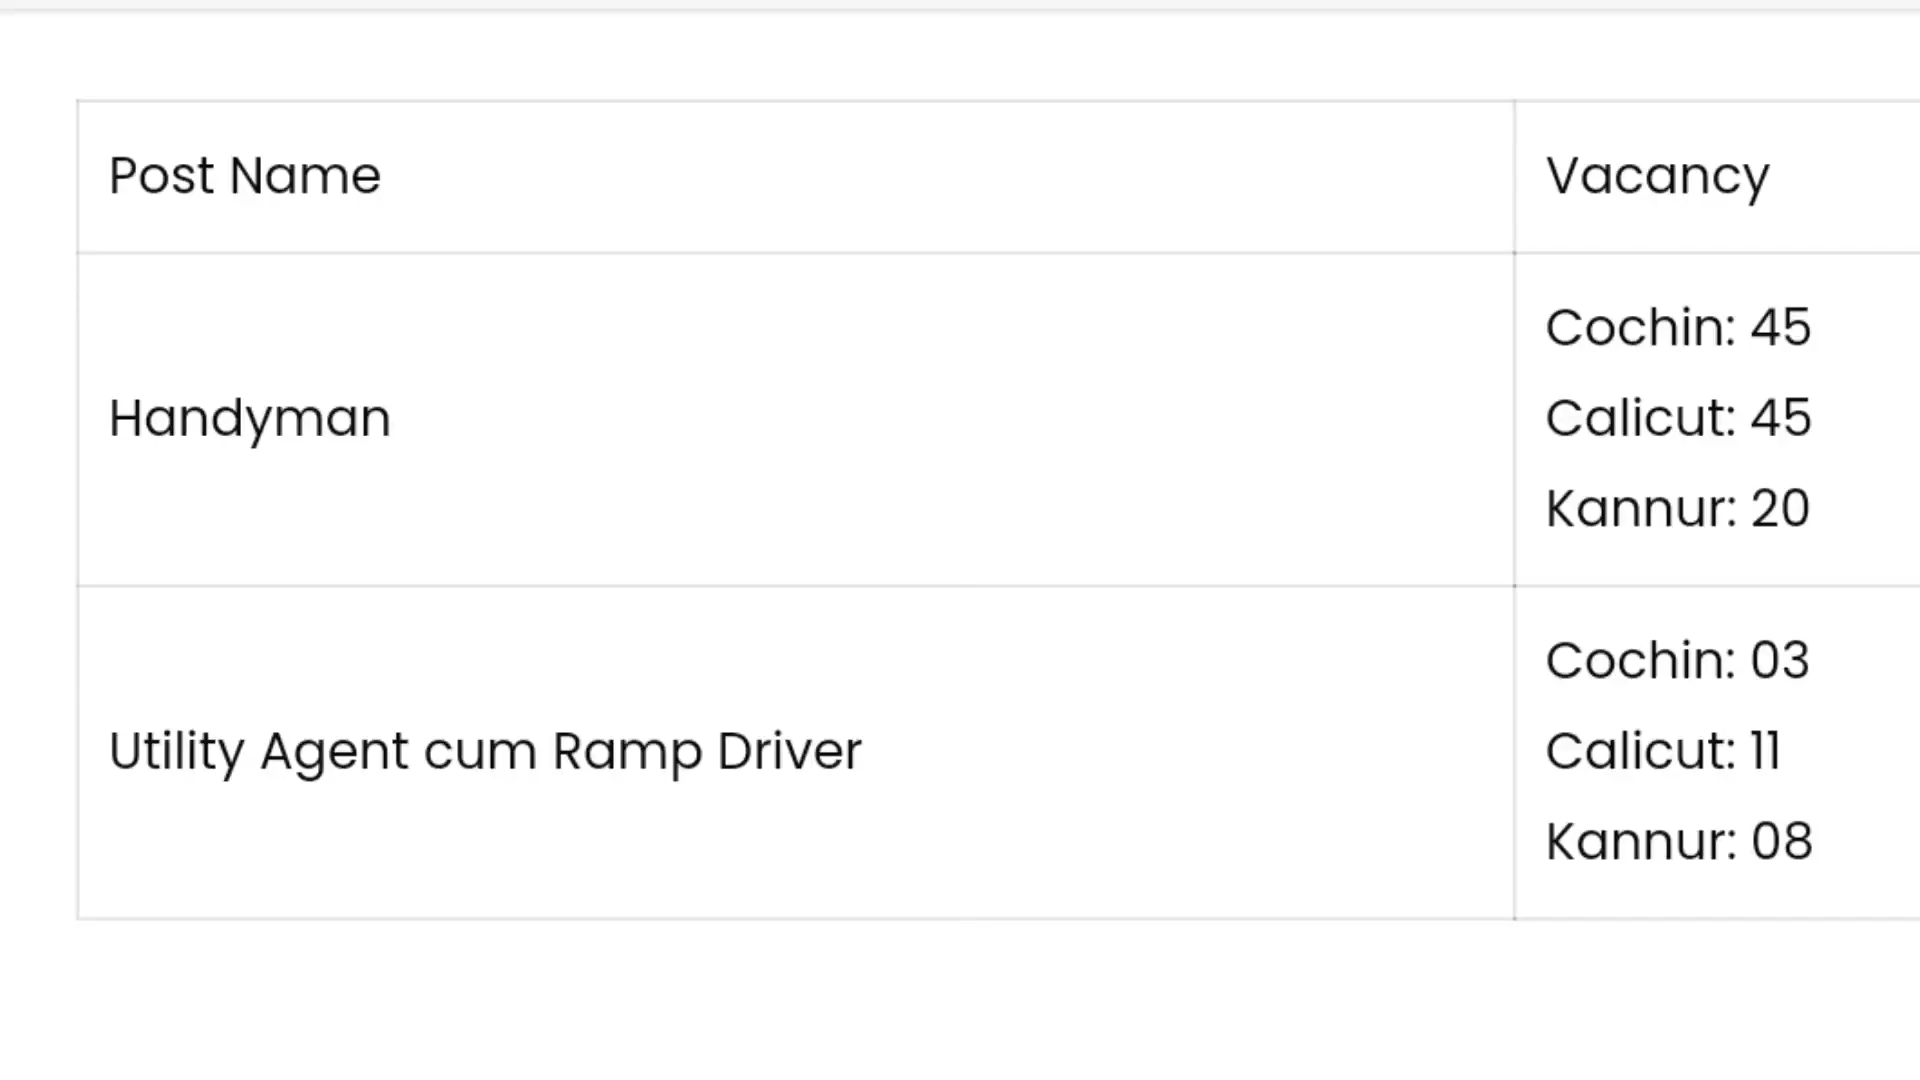 Post Name
Vacancy
Handyman
Cochin: 45
Calicut: 45
Kannur: 20
Utility Agent cum Ramp Driver
Cochin: 03
Calicut: 11
Kannur: 08